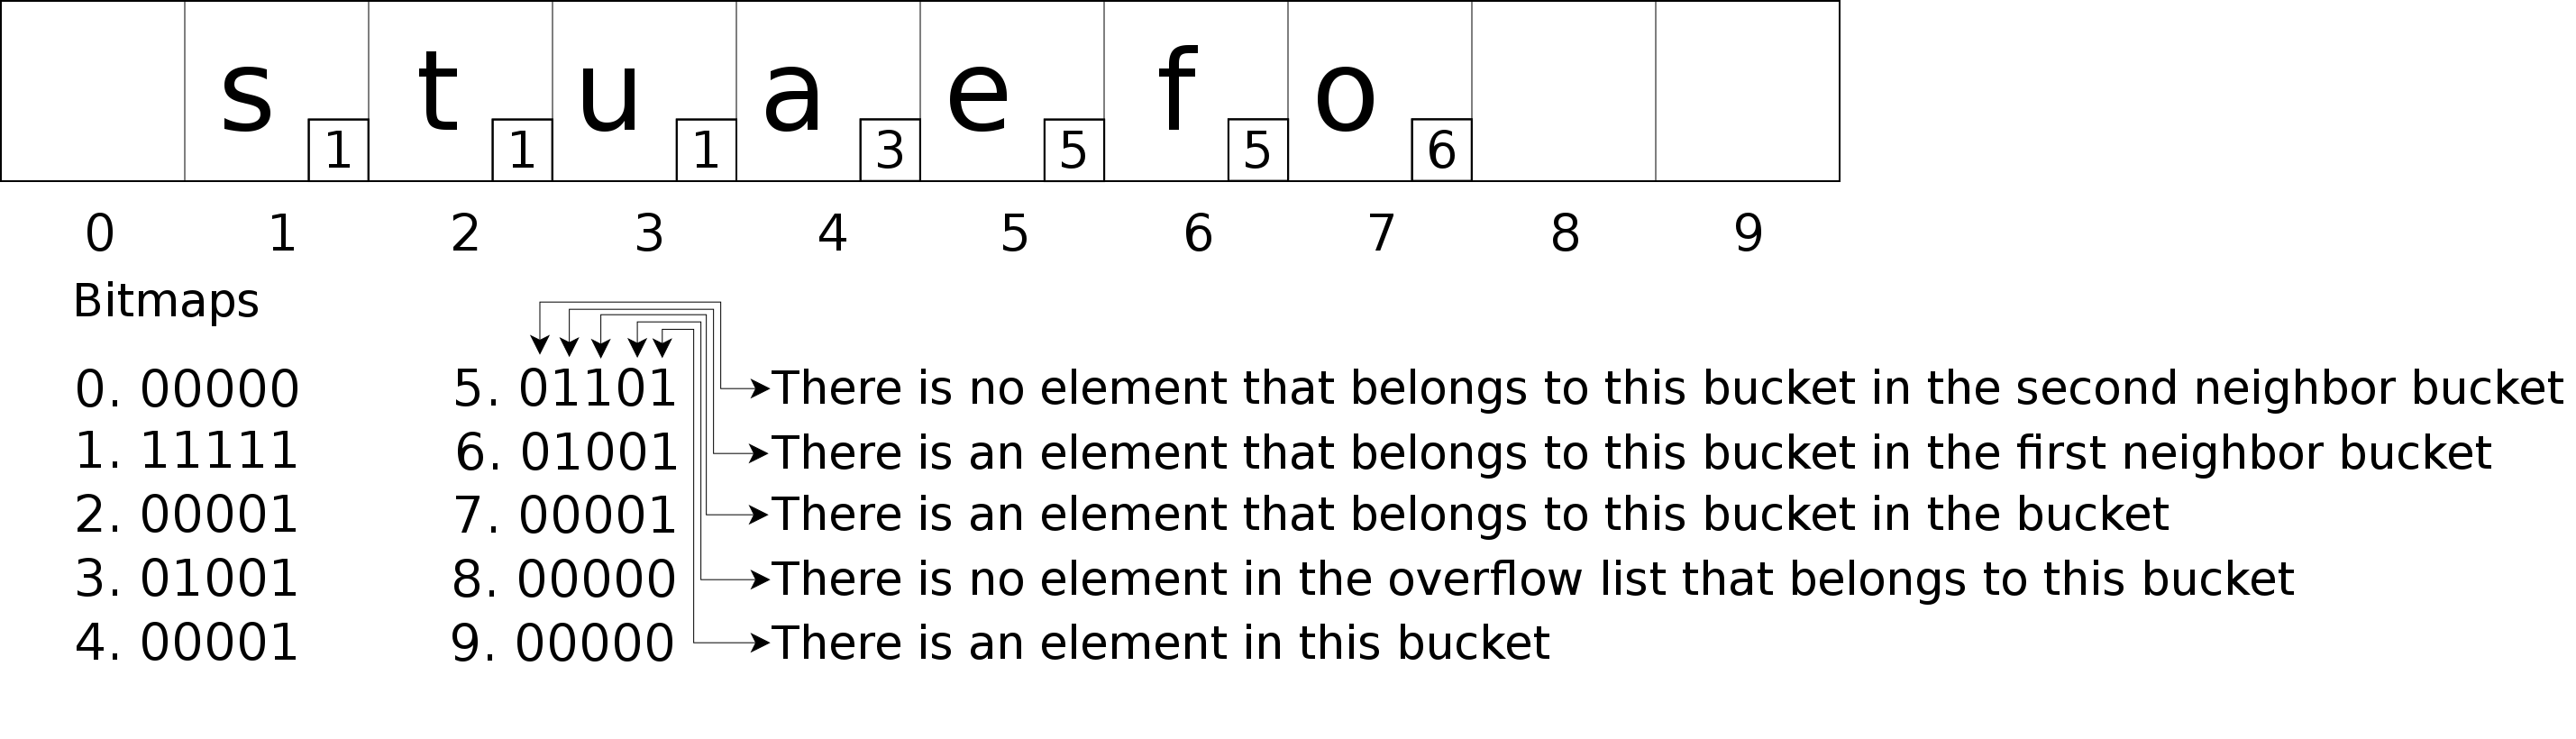 s 1 t 1 u 1 a 3 e 5 f 5 o 6
0 1 2 3 4 5 6 7 8 9
Bitmaps
0. 00000 5. 01101 There is no element that belongs to this bucket in the second neighbor bucket
1. 11111 6. 01001 There is an element that belongs to this bucket in the first neighbor bucket
2. 00001 7. 00001 There is an element that belongs to this bucket in the bucket
3. 01001 8. 00000 There is no element in the overflow list that belongs to this bucket
4. 00001 9. 00000 There is an element in this bucket